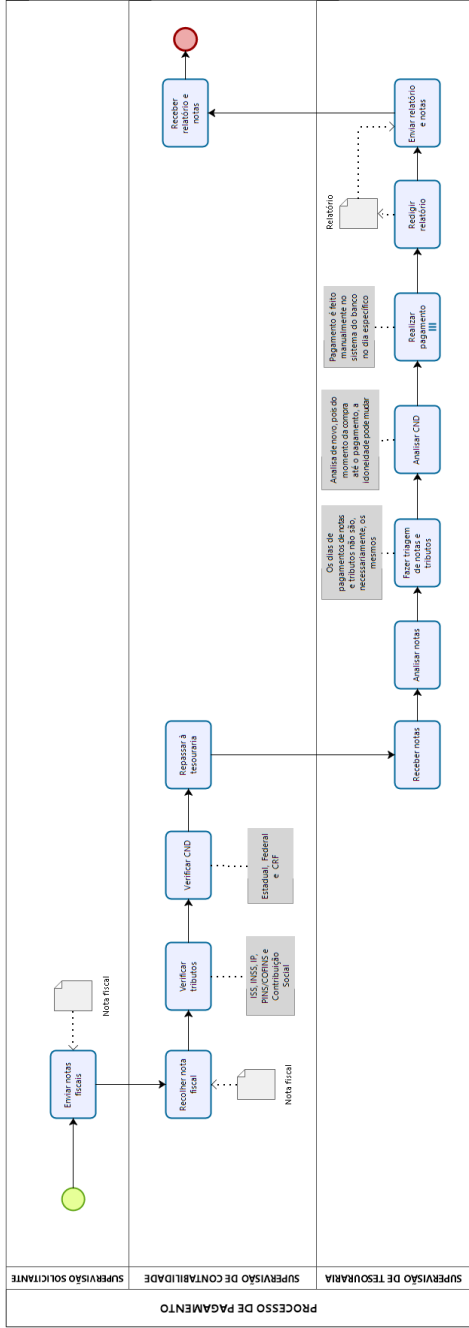 PROCESSO DE PAGAMENTO
SUPERVISÃO SOLICITANTE
Enviar notas
fiscais
Nota fiscal
SUPERVISÃO DE CONTABILIDADE
Recolher nota
fiscal
Nota fiscal
Verificar
tributos
ISS, INSS, IP,
PINS/COFINS e
Contribuição
Social
Verificar CND
Estadual, Federal
e CRF
Repassar à
tesouraria
Receber
relatório e
notas
SUPERVISÃO DE TESOURARIA
Receber notas
Analisar notas
Fazer triagem
de notas e
tributos
Os dias de
pagamentos de notas
e tributos não são,
necessariamente, os
mesmos
Analisar CND
Analisa de novo, pois do
momento da compra
até o pagamento, a
idoneidade pode mudar
Realizar
pagamento
Pagamento é feito
manualmente no
sistema do banco
no dia específico
Redigir
relatório
Relatório
Enviar relatório
e notas